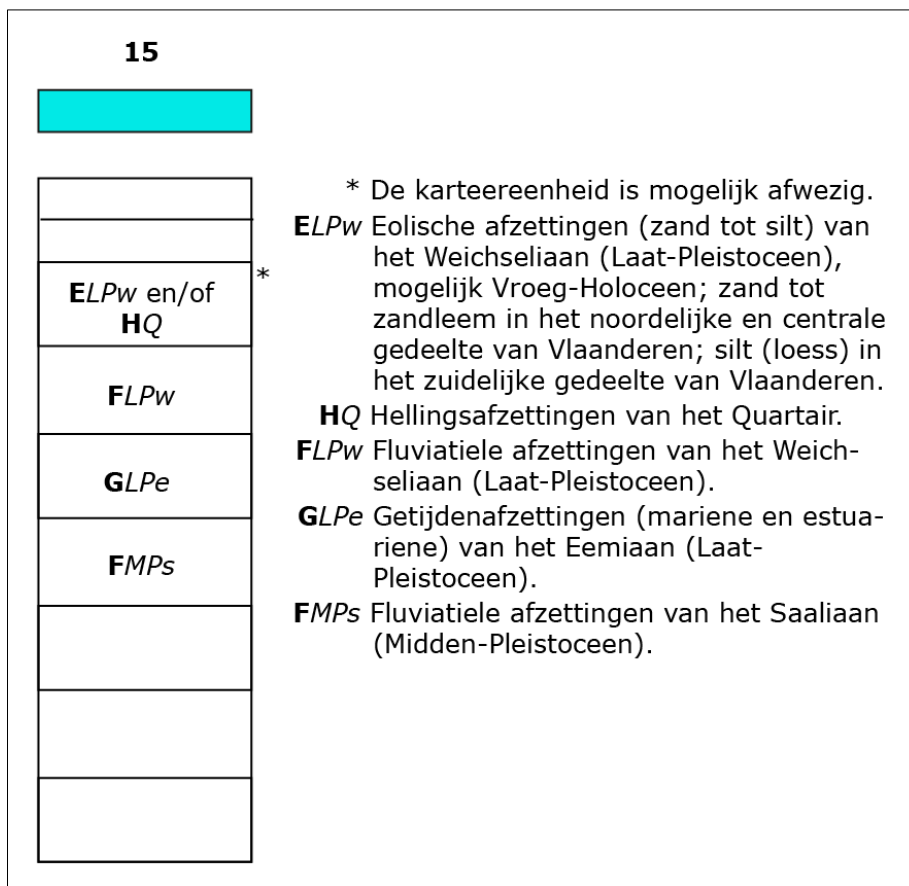 15
*
ELPw en/of
HQ
FLPw
GLPe
FMPs
* De karteereenheid is mogelijk afwezig.
ELPw Eolische afzettingen (zand tot silt) van
het Weichseliaan (Laat-Pleistoceen),
mogelijk Vroeg-Holoceen; zand tot
zandleem in het noordelijke en centrale
gedeelte van Vlaanderen; silt (loess) in
het zuidelijke gedeelte van Vlaanderen.
HQ Hellingsafzettingen van het Quartair.
FLPw Fluviatiele afzettingen van het Weich-
seliaan (Laat-Pleistoceen).
GLPe Getijdenafzettingen (mariene en estua-
riene) van het Eemiaan (Laat-
Pleistoceen).
FMPs Fluviatiele afzettingen van het Saaliaan
(Midden-Pleistoceen).